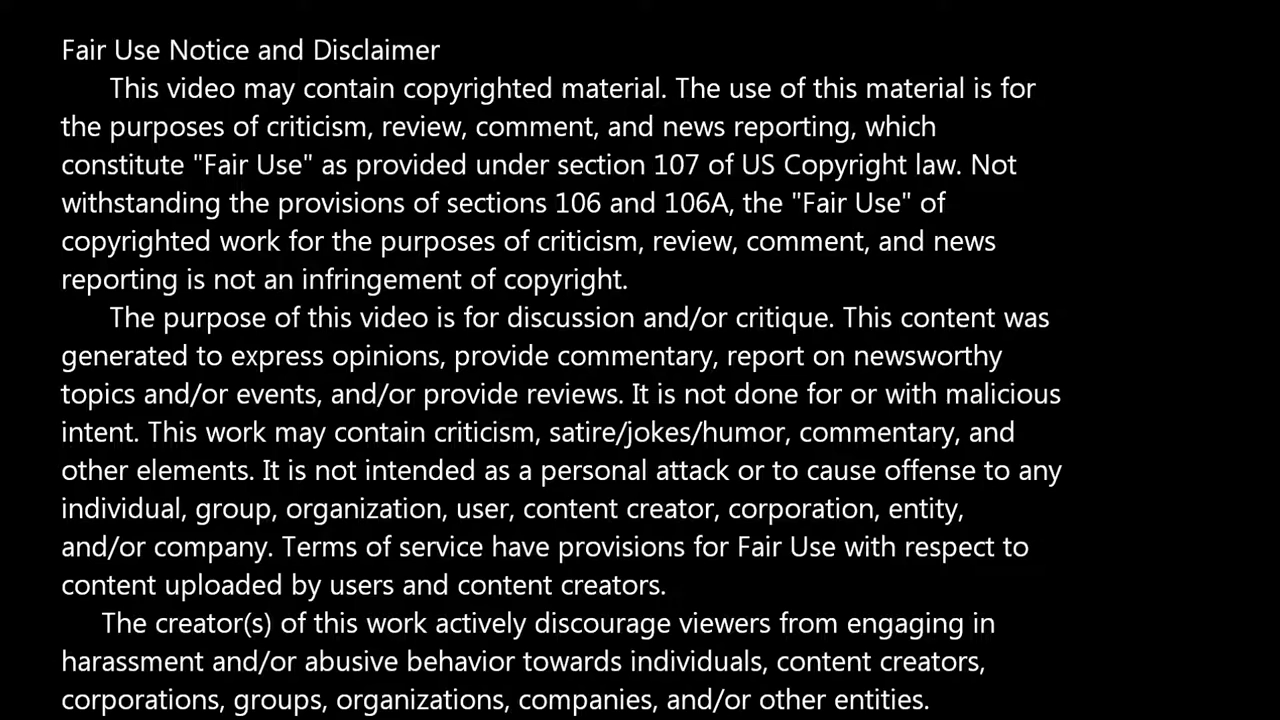 Fair Use Notice and Disclaimer
This video may contain copyrighted material. The use of this material is for
the purposes of criticism, review, comment, and news reporting, which
constitute "Fair Use" as provided under section 107 of US Copyright law. Not
withstanding the provisions of sections 106 and 106A, the "Fair Use" of
copyrighted work for the purposes of criticism, review, comment, and news
reporting is not an infringement of copyright.
The purpose of this video is for discussion and/or critique. This content was
generated to express opinions, provide commentary, report on newsworthy
topics and/or events, and/or provide reviews. It is not done for or with malicious
intent. This work may contain criticism, satire/jokes/humor, commentary, and
other elements. It is not intended as a personal attack or to cause offense to any
individual, group, organization, user, content creator, corporation, entity,
and/or company. Terms of service have provisions for Fair Use with respect to
content uploaded by users and content creators.
The creator(s) of this work actively discourage viewers from engaging in
harassment and/or abusive behavior towards individuals, content creators,
corporations, groups, organizations, companies, and/or other entities.